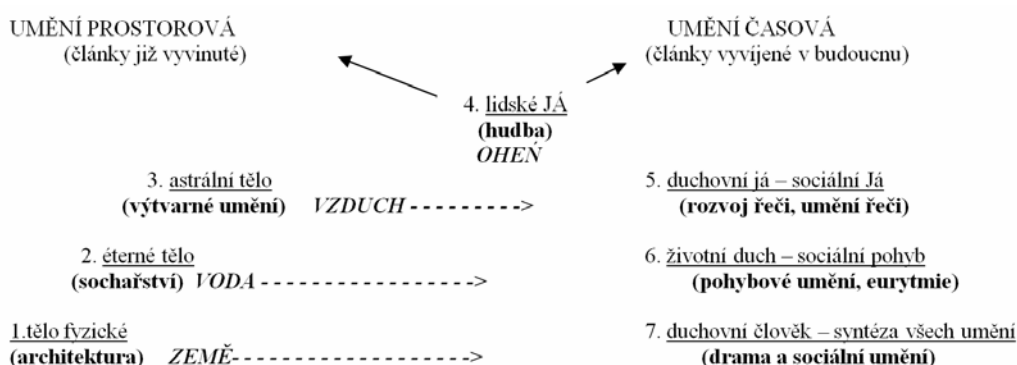 UMĚNÍ PROSTOROVÁ UMĚNÍ ČASOVÁ
(články již vyvinuté) (články vyvíjené v budoucnu)
4. lidské JÁ
(hudba)
OHEŇ
3. astrální tělo 5. duchovní já – sociální Já
(výtvarné umění) VZDUCH - - - - - - - - -> (rozvoj řeči, umění řeči)
2. éterné tělo 6. životní duch – sociální pohyb
(sochařství) VODA - - - - - - - - - - - - - - - - -> (pohybové umění, eurytmie)
1.tělo fyzické 7. duchovní člověk – syntéza všech umění
(architektura) ZEMĚ- - - - - - - - - - - - - - - - - - -> (drama a sociální umění)